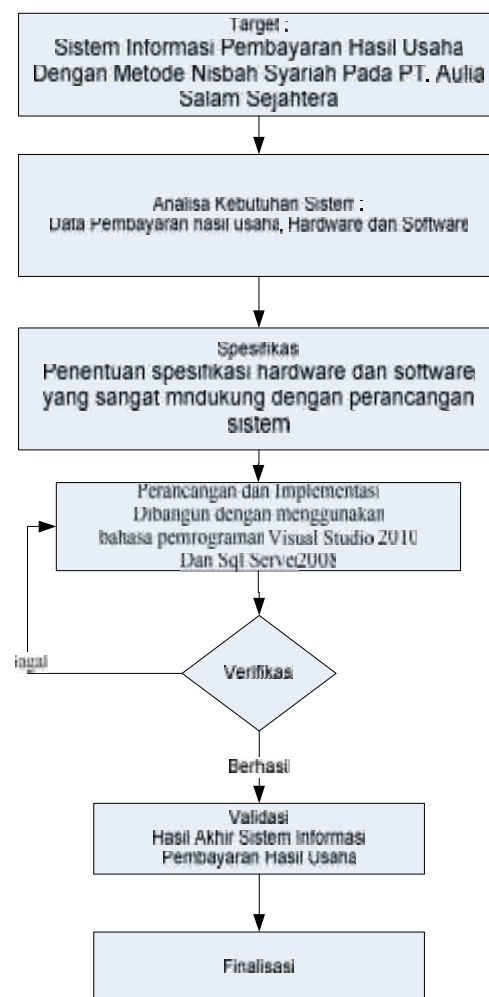 Target :
Sistem Informasi Pembayaran Hasil Usaha
Dengan Metode Nisbah Syariah Pada PT. Aulia
Salam Sejahtera
Analisa Kebutuhan Sistem :
Data Pembayaran hasil usaha, Hardware dan Software
Spesifikas
Penentuan spesifikasi hardware dan software
yang sangat mndukung dengan perancangan
sistem
Perancangan dan Implementasi
Dibangun dengan menggunakan
bahasa pemrograman Visual Studio 2010
Dan Sql Server2008
Verifikasi
Gagal
Berhasil
Validasi
Hasil Akhir Sistem Informasi
Pembayaran Hasil Usaha
Finalisasi